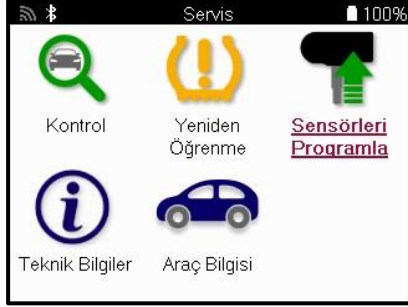 Servis 100%
Kontrol
Yeniden
Öğrenme
Sensörleri
Programla
Teknik Bilgiler
Araç Bilgisi